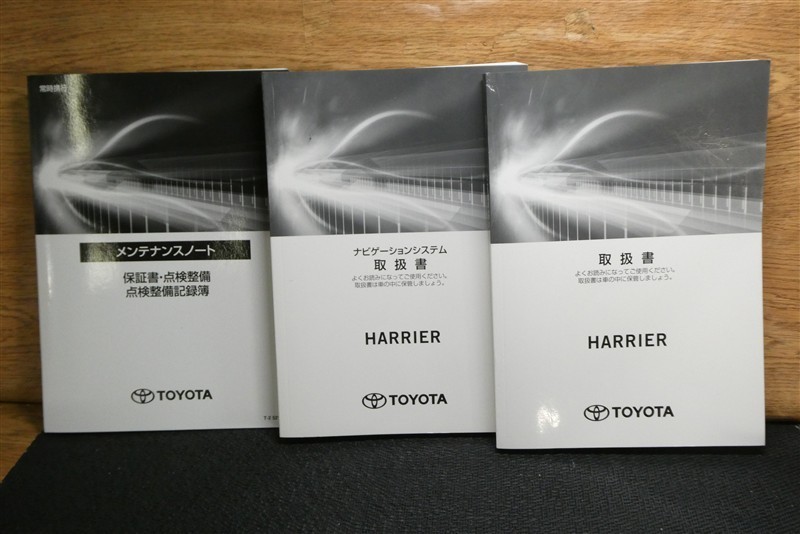 常時携行
メンテナンスノート
保証書・点検整備
点検整備記録簿
TOYOTA
ナビゲーションシステム
取扱書
よくお読みになってご使用ください。
取扱書は車の中に保管しましょう。
HARRIER
TOYOTA
取扱書
よくお読みになってご使用ください。
取扱書は車の中に保管しましょう。
HARRIER
TOYOTA